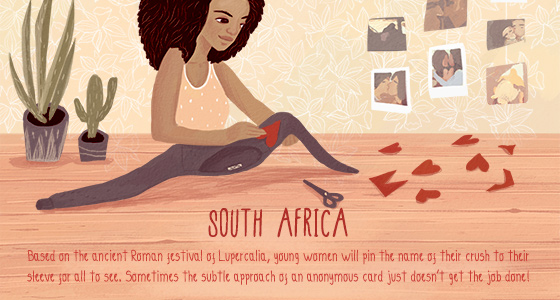 SOUTH AFRICA
Based on the ancient Roman festival of Lupercalia, young women will pin the name of their crush to their
sleeve for all to see. Sometimes the subtle approach of an anonymous card just doesn't get the job done!